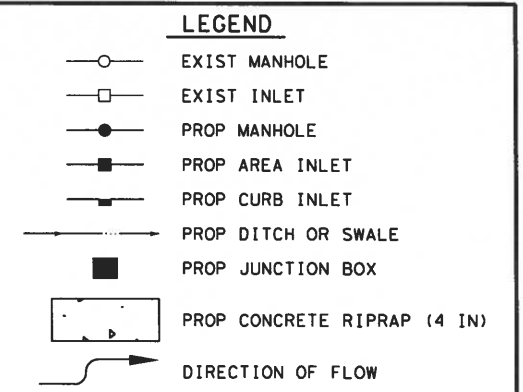 LEGEND
EXIST MANHOLE
EXIST INLET
PROP MANHOLE
PROP AREA INLET
PROP CURB INLET
PROP DITCH OR SWALE
PROP JUNCTION BOX
PROP CONCRETE RIPRAP (4 IN)
DIRECTION OF FLOW